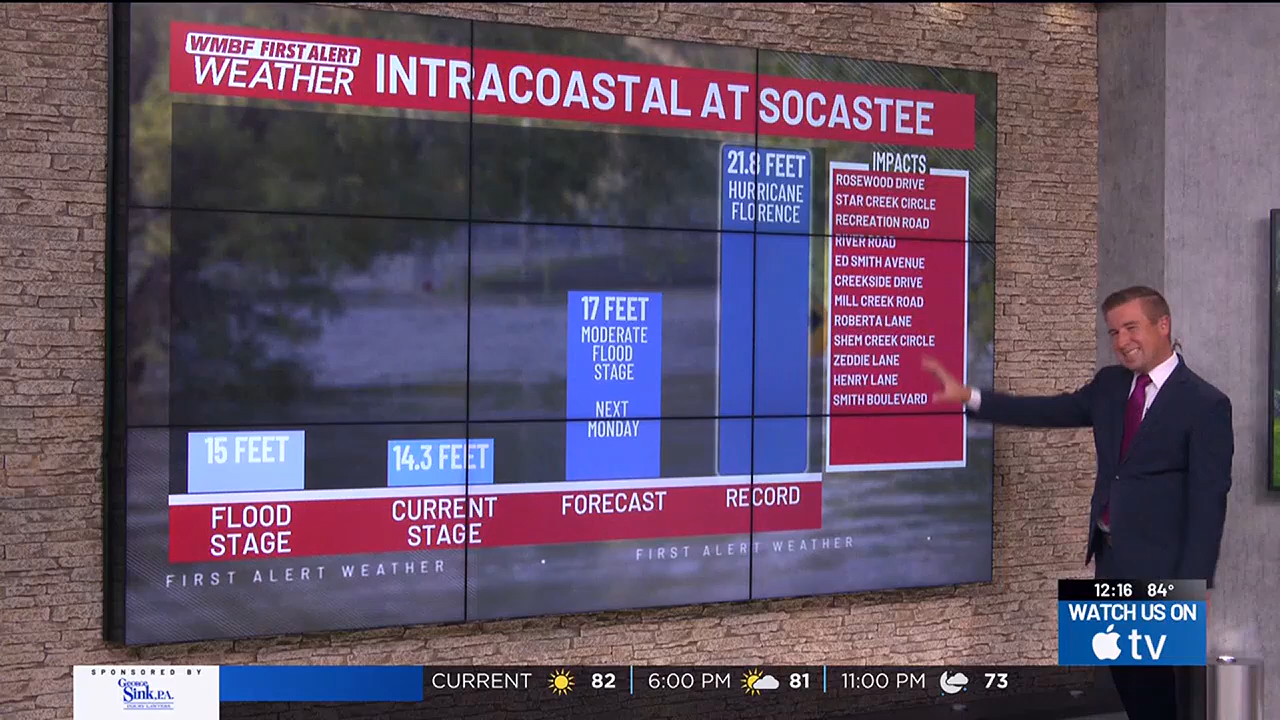 WMBF FIRST ALERT
WEATHER
INTRACOASTAL AT SOCASTEE
15 FEET
14.3 FEET
17 FEET
MODERATE
FLOOD
STAGE
NEXT
MONDAY
21.8 FEET
HURRICANE
FLORENCE
FLOOD
STAGE
CURRENT
STAGE
FORECAST
RECORD
IMPACTS
ROSEWOOD DRIVE
STAR CREEK CIRCLE
RECREATION ROAD
RIVER ROAD
ED SMITH AVENUE
CREEKSIDE DRIVE
MILL CREEK ROAD
ROBERTA LANE
SHEM CREEK CIRCLE
ZEDDIE LANE
HENRY LANE
SMITH BOULEVARD
FIRST ALERT WEATHER
FIRST ALERT WEATHER
12:16 84°
WATCH US ON
tv
SPONSORED BY
George
Sink, P.A.
INJURY LAWYERS
CURRENT 82 6:00 PM 81 11:00 PM 73